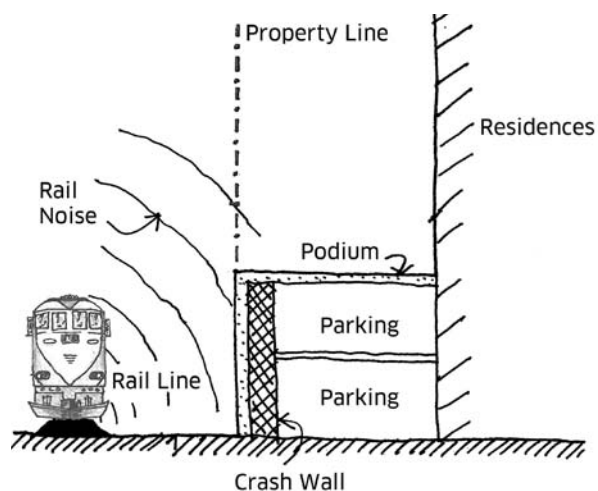 Property Line
Residences
Rail
Noise
Podium
Parking
Rail Line
Parking
Crash Wall